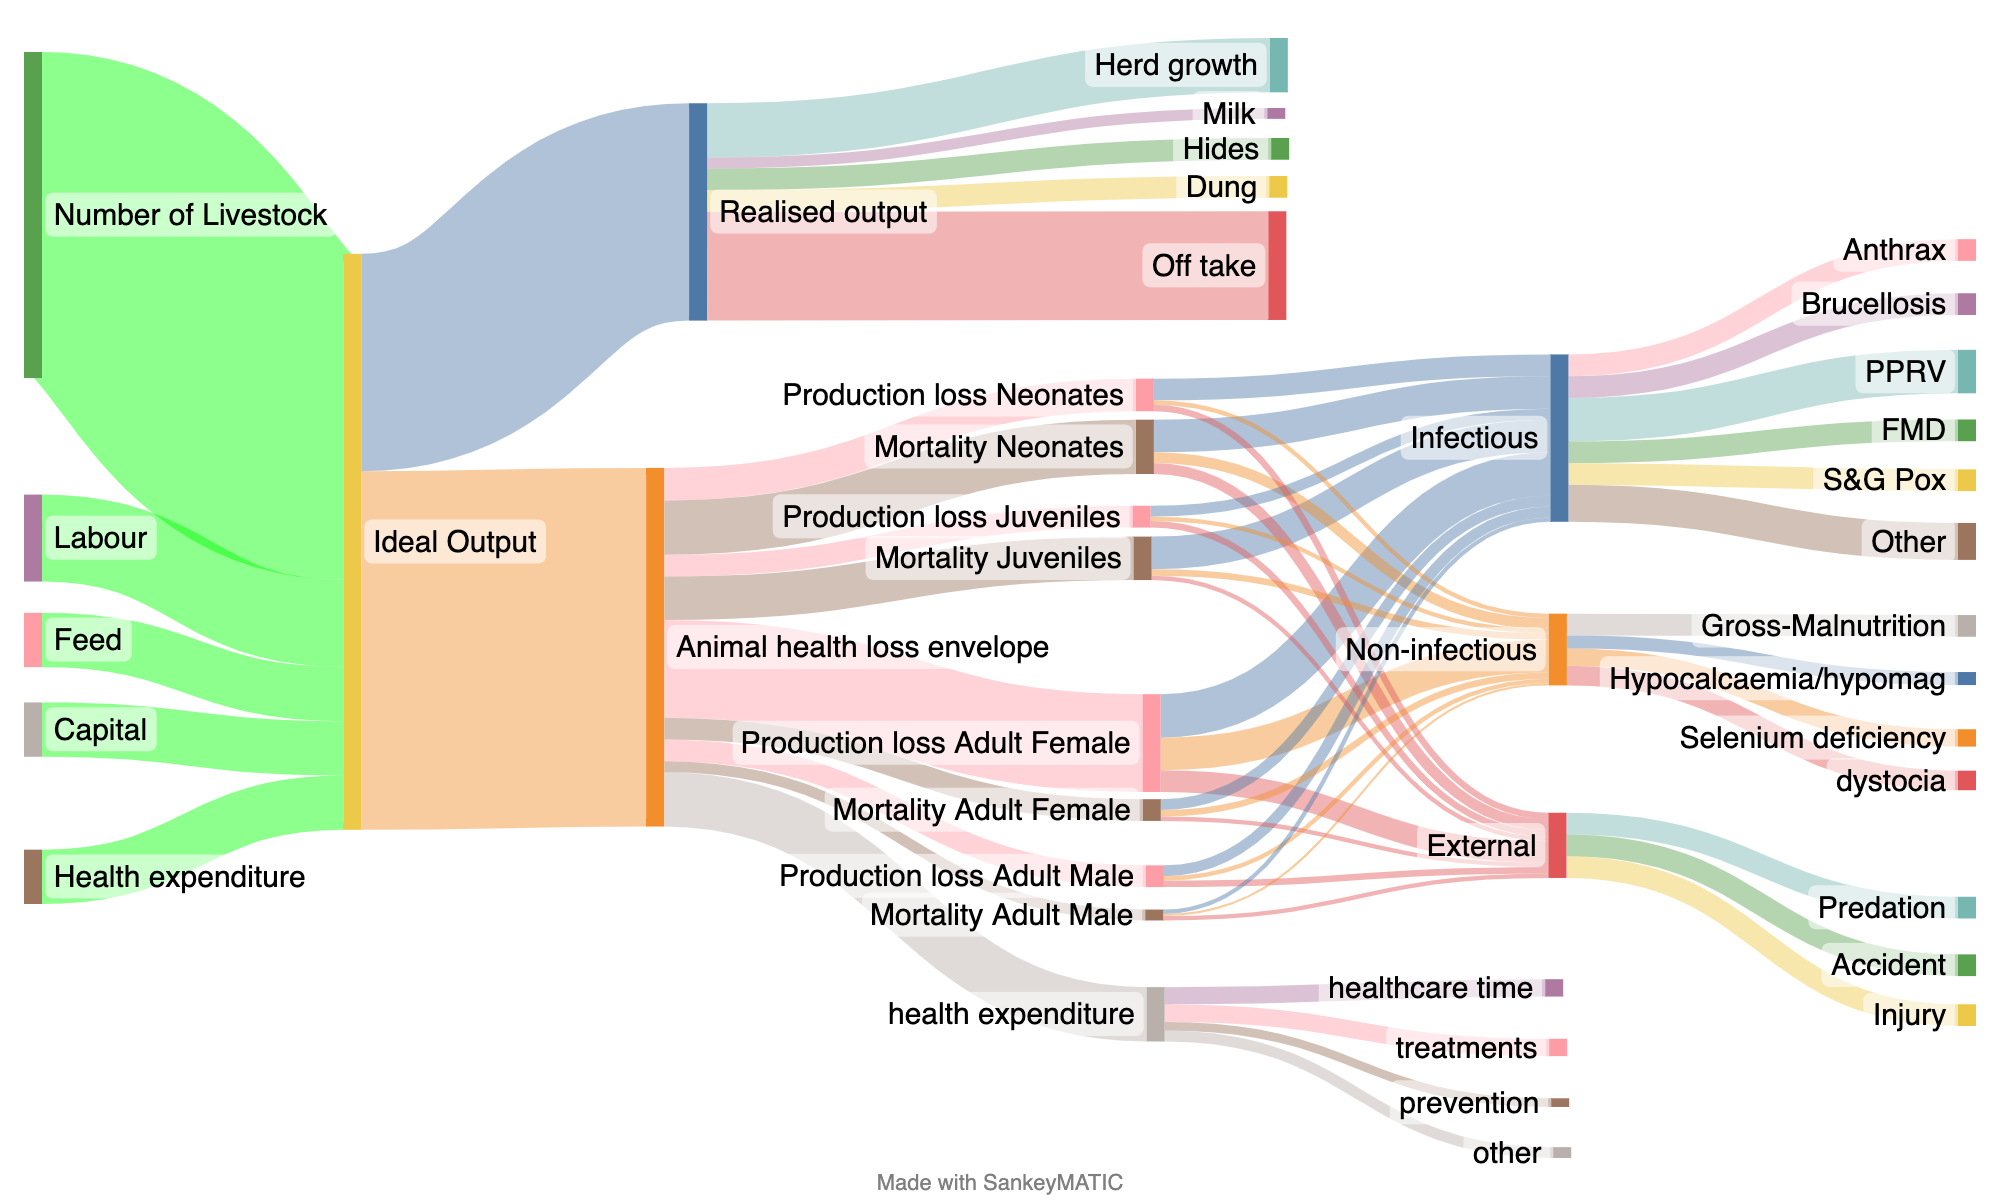 Number of Livestock
Labour
Feed
Capital
Health expenditure
Ideal Output
Realised output
Animal health loss envelope
Herd growth
Milk
Hides
Dung
Off take
Production loss Neonates
Mortality Neonates
Production loss Juveniles
Mortality Juveniles
Production loss Adult Female
Mortality Adult Female
Production loss Adult Male
Mortality Adult Male
health expenditure
Infectious
Non-infectious
External
healthcare time
treatments
prevention
other
Anthrax
Brucellosis
PPRV
FMD
S&G Pox
Other
Gross-Malnutrition
Hypocalcaemia/hypomag
Selenium deficiency
dystocia
Predation
Accident
Injury
Made with SankeyMATIC